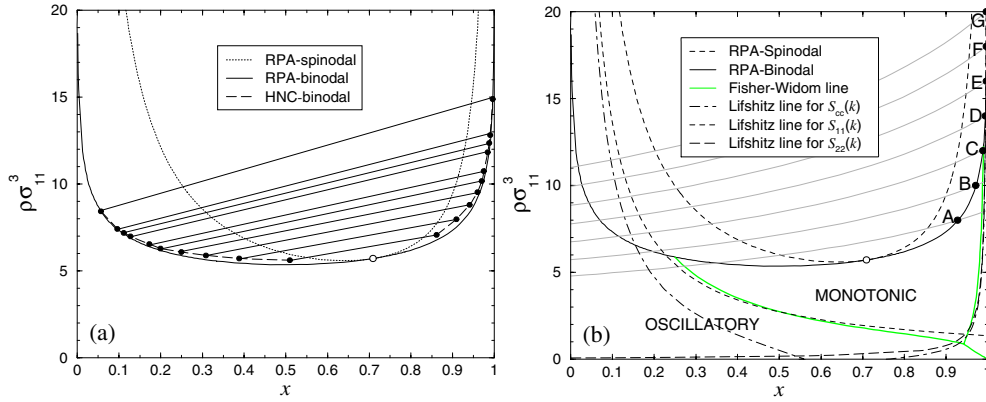 20
15
10
5
0
ρσ₁₁³
RPA-spinodal
RPA-binodal
HNC-binodal
(a)
0 0.1 0.2 0.3 0.4 0.5 0.6 0.7 0.8 0.9 1
x
20
15
10
5
0
ρσ₁₁³
RPA-Spinodal
RPA-Binodal
Fisher-Widom line
Lifshitz line for S_cc(k)
Lifshitz line for S₁₁(k)
Lifshitz line for S₂₂(k)
G
F
E
D
C
B
A
MONOTONIC
OSCILLATORY
(b)
0 0.1 0.2 0.3 0.4 0.5 0.6 0.7 0.8 0.9 1
x